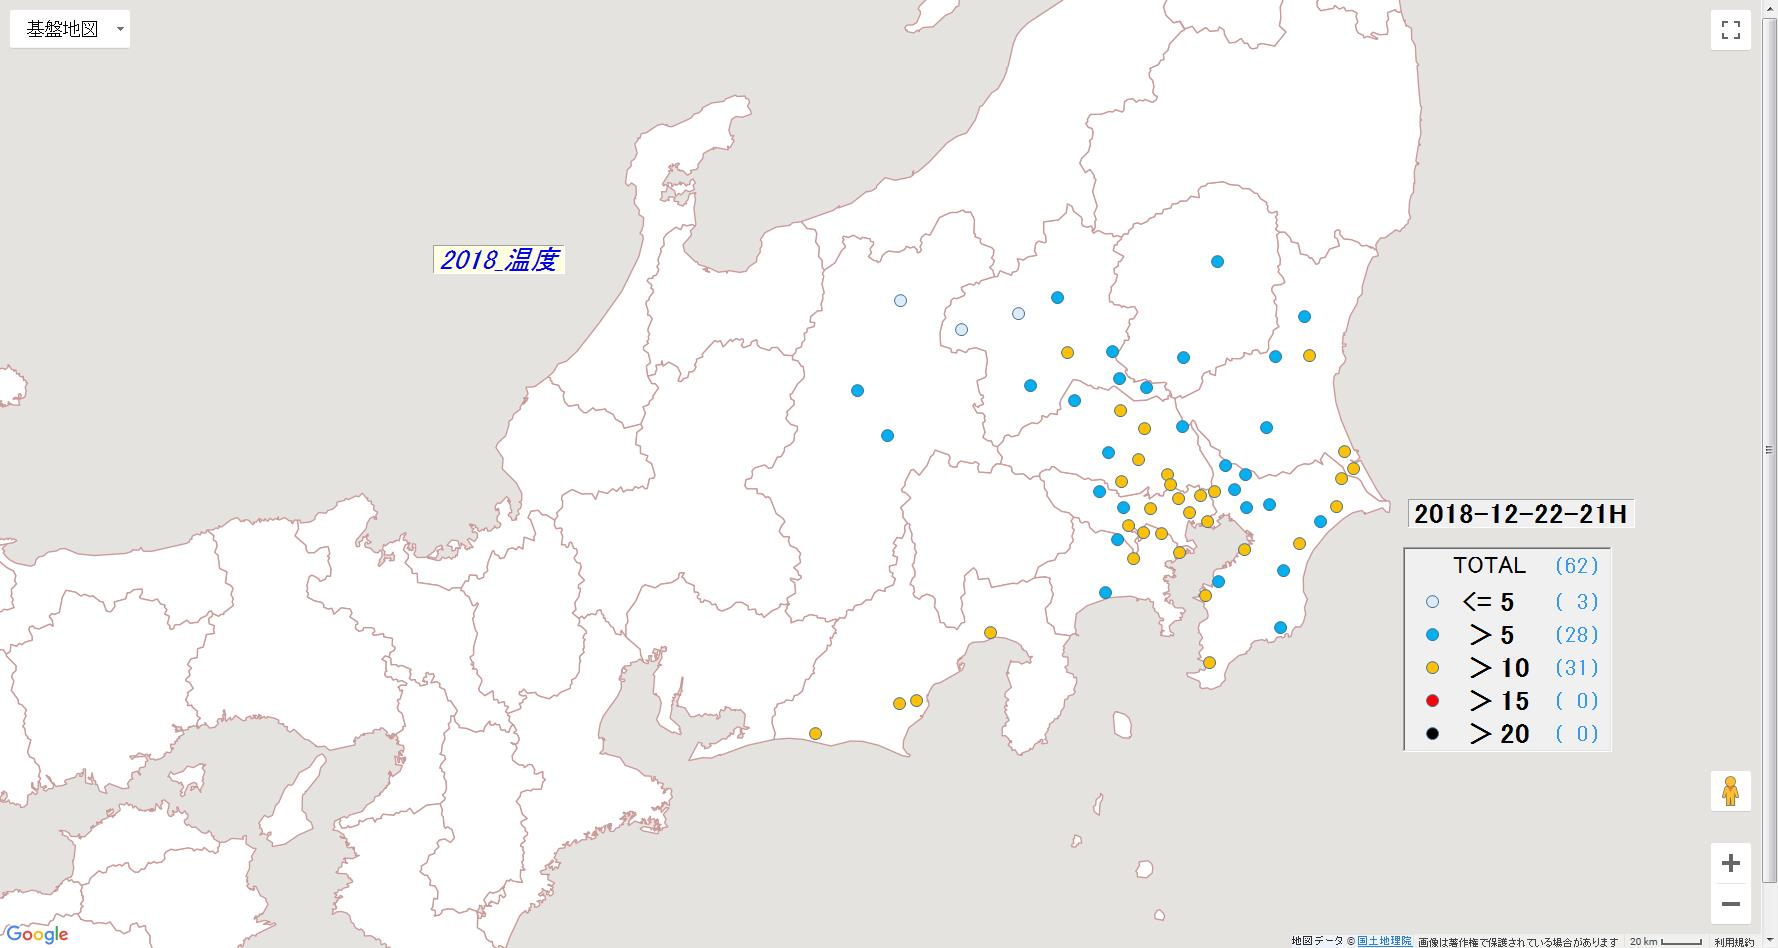 基盤地図
2018_温度
2018-12-22-21H
TOTAL (62)
<= 5 ( 3)
> 5 (28)
> 10 (31)
> 15 ( 0)
> 20 ( 0)
Google
地図データ © 国土地理院 画像は著作権で保護されている場合があります 20 km 利用規約